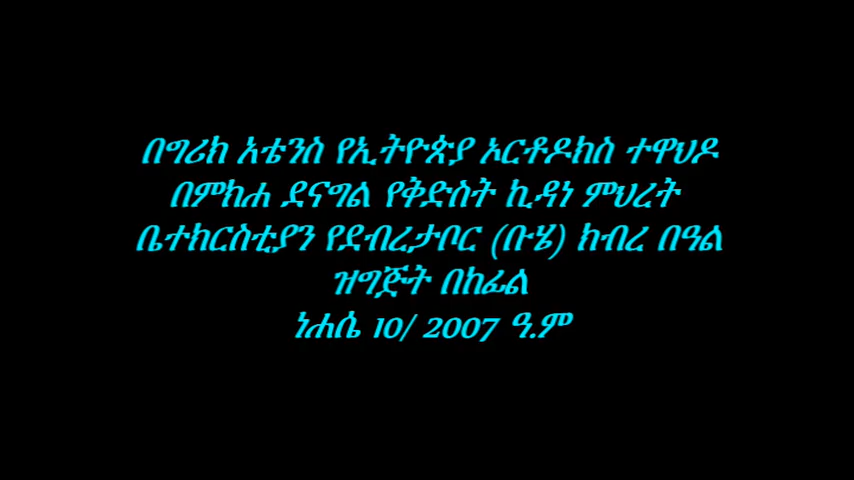 በግሪክ አቴንስ የኢትዮጵያ ኦርቶዶክስ ተዋህዶ
በምክሐ ደናግል የቅድስት ኪዳነ ምህረት
ቤተክርስቲያን የደብረታቦር (ቡሄ) ክብረ በዓል
ዝግጅት በከፊል
ነሐሴ 10/ 2007 ዓ.ም